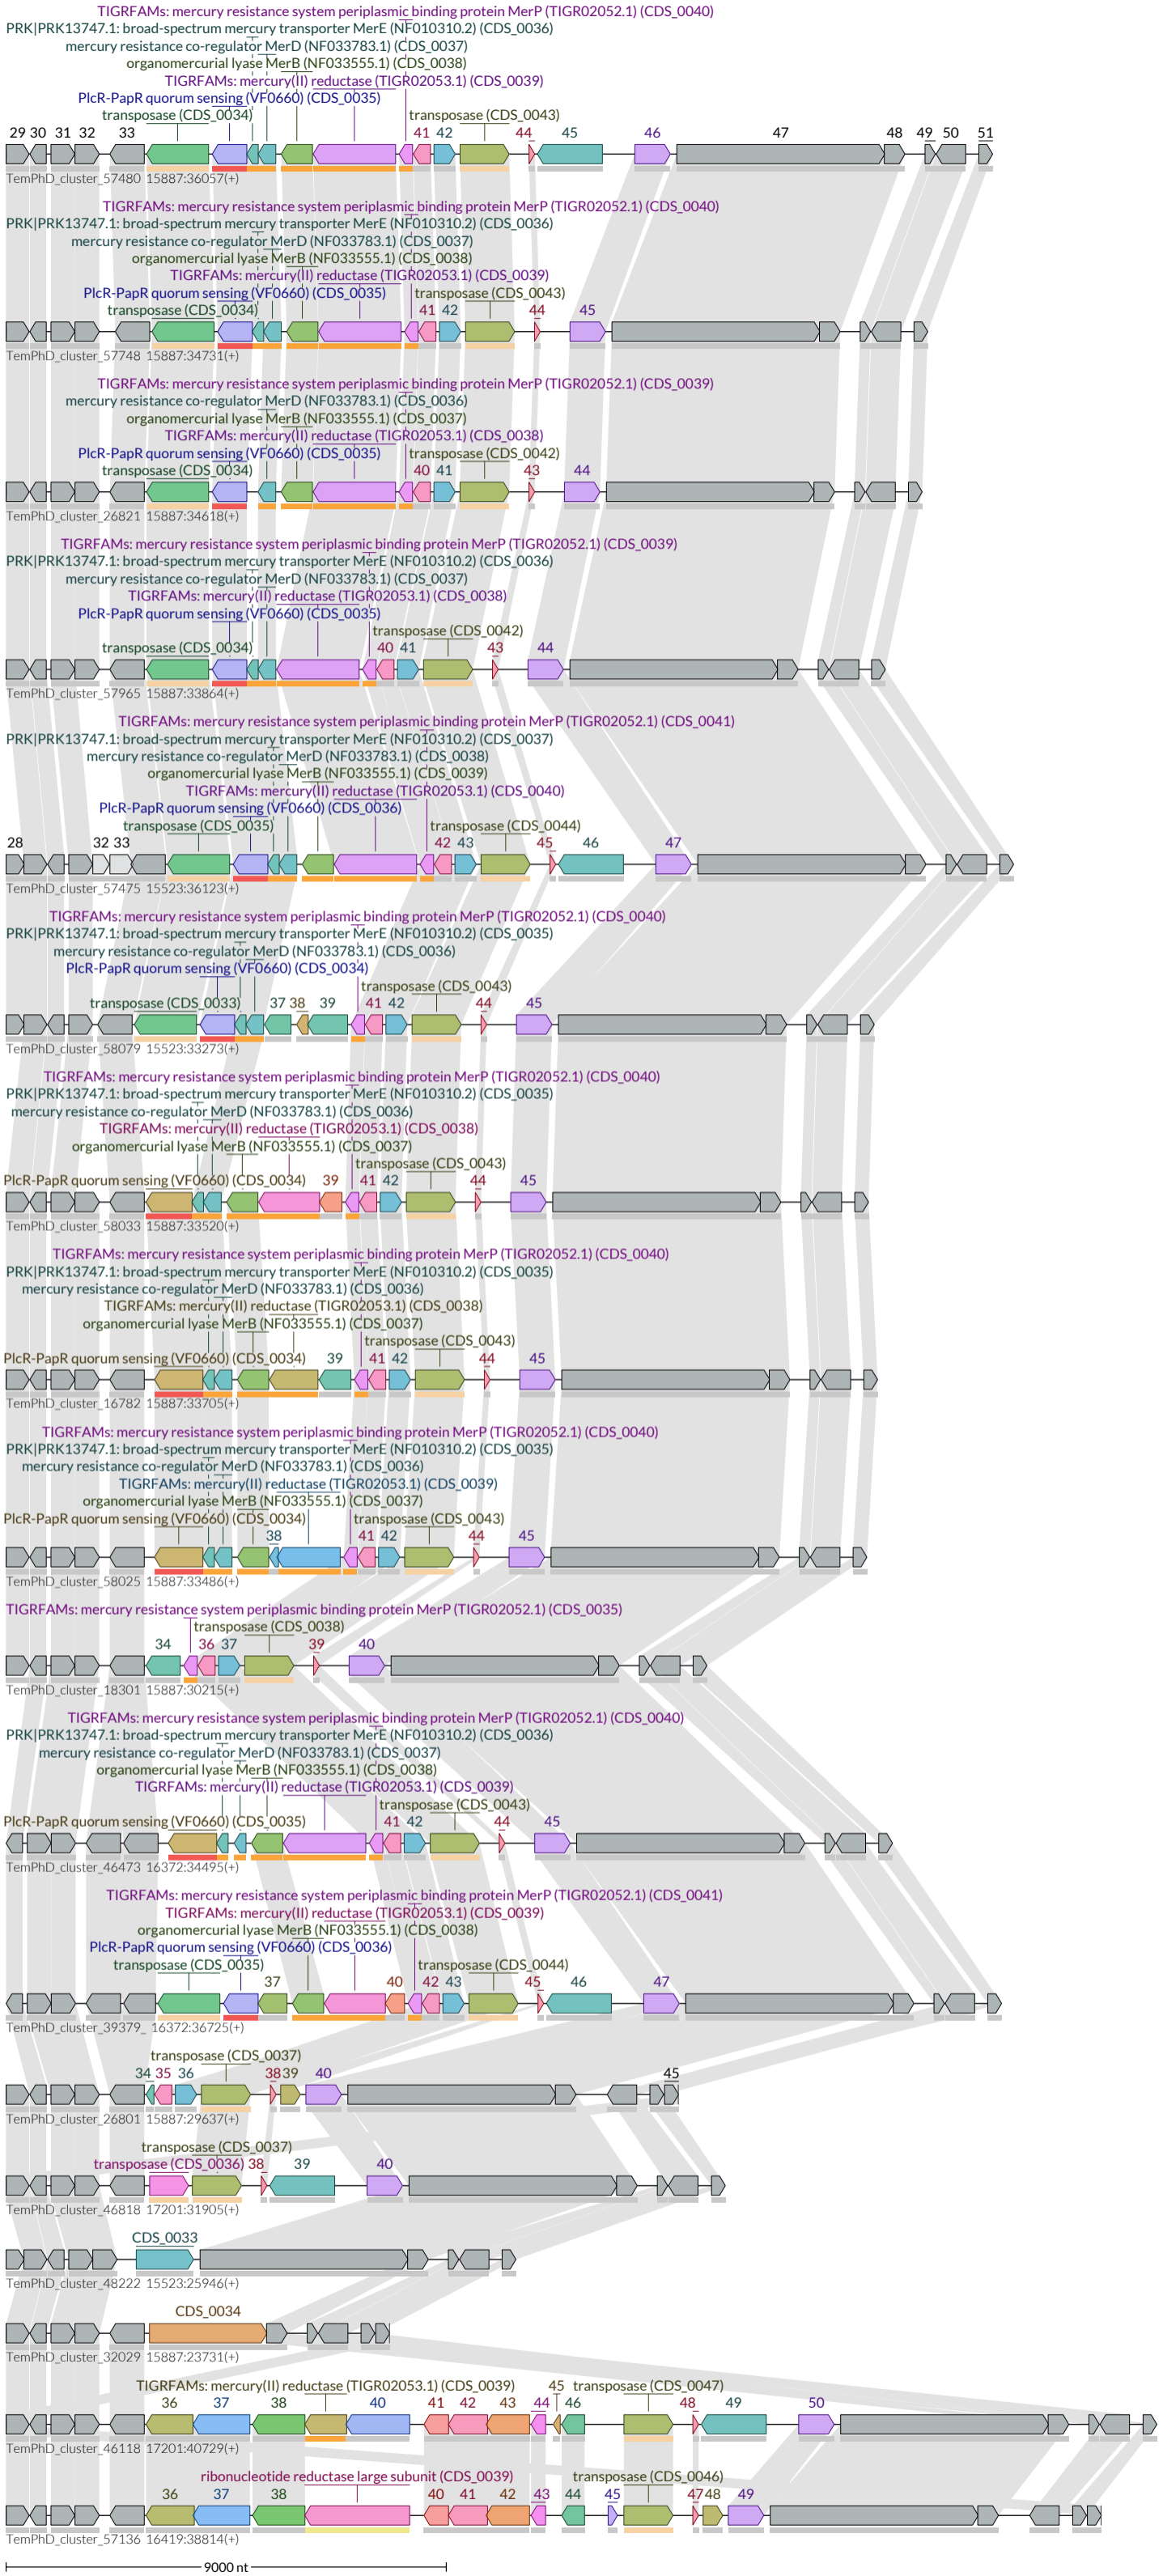 TIGRFAMs: mercury resistance system periplasmic binding protein MerP (TIGR02052.1) (CDS_0040)
PRK|PRK13747.1: broad-spectrum mercury transporter MerE (NF010310.2) (CDS_0036)
mercury resistance co-regulator MerD (NF033783.1) (CDS_0037)
organomercurial lyase MerB (NF033555.1) (CDS_0038)
TIGRFAMs: mercury(II) reductase (TIGR02053.1) (CDS_0039)
PlcR-PapR quorum sensing (VF0660) (CDS_0035)
transposase (CDS_0034) transposase (CDS_0043)
29 30 31 32 33 41 42 44 45 46 47 48 49 50 51
TemPhD_cluster_57480 15887:36057(+)
TIGRFAMs: mercury resistance system periplasmic binding protein MerP (TIGR02052.1) (CDS_0040)
PRK|PRK13747.1: broad-spectrum mercury transporter MerE (NF010310.2) (CDS_0036)
mercury resistance co-regulator MerD (NF033783.1) (CDS_0037)
organomercurial lyase MerB (NF033555.1) (CDS_0038)
TIGRFAMs: mercury(II) reductase (TIGR02053.1) (CDS_0039)
PlcR-PapR quorum sensing (VF0660) (CDS_0035) transposase (CDS_0043)
transposase (CDS_0034) 41 42 44 45
TemPhD_cluster_57748 15887:34731(+)
TIGRFAMs: mercury resistance system periplasmic binding protein MerP (TIGR02052.1) (CDS_0039)
mercury resistance co-regulator MerD (NF033783.1) (CDS_0036)
organomercurial lyase MerB (NF033555.1) (CDS_0037)
TIGRFAMs: mercury(II) reductase (TIGR02053.1) (CDS_0038)
PlcR-PapR quorum sensing (VF0660) (CDS_0035) transposase (CDS_0042)
transposase (CDS_0034) 40 41 43 44
TemPhD_cluster_26821 15887:34618(+)
TIGRFAMs: mercury resistance system periplasmic binding protein MerP (TIGR02052.1) (CDS_0039)
PRK|PRK13747.1: broad-spectrum mercury transporter MerE (NF010310.2) (CDS_0036)
mercury resistance co-regulator MerD (NF033783.1) (CDS_0037)
TIGRFAMs: mercury(II) reductase (TIGR02053.1) (CDS_0038)
PlcR-PapR quorum sensing (VF0660) (CDS_0035)
transposase (CDS_0042)
transposase (CDS_0034) 40 41 43 44
TemPhD_cluster_57965 15887:33864(+)
TIGRFAMs: mercury resistance system periplasmic binding protein MerP (TIGR02052.1) (CDS_0041)
PRK|PRK13747.1: broad-spectrum mercury transporter MerE (NF010310.2) (CDS_0037)
mercury resistance co-regulator MerD (NF033783.1) (CDS_0038)
organomercurial lyase MerB (NF033555.1) (CDS_0039)
TIGRFAMs: mercury(II) reductase (TIGR02053.1) (CDS_0040)
PlcR-PapR quorum sensing (VF0660) (CDS_0036)
transposase (CDS_0035) transposase (CDS_0044)
28 32 33 42 43 45 46 47
TemPhD_cluster_57475 15523:36123(+)
TIGRFAMs: mercury resistance system periplasmic binding protein MerP (TIGR02052.1) (CDS_0040)
PRK|PRK13747.1: broad-spectrum mercury transporter MerE (NF010310.2) (CDS_0035)
mercury resistance co-regulator MerD (NF033783.1) (CDS_0036)
PlcR-PapR quorum sensing (VF0660) (CDS_0034)
transposase (CDS_0043)
transposase (CDS_0033) 37 38 39 41 42 44 45
TemPhD_cluster_58079 15523:33273(+)
TIGRFAMs: mercury resistance system periplasmic binding protein MerP (TIGR02052.1) (CDS_0040)
PRK|PRK13747.1: broad-spectrum mercury transporter MerE (NF010310.2) (CDS_0035)
mercury resistance co-regulator MerD (NF033783.1) (CDS_0036)
TIGRFAMs: mercury(II) reductase (TIGR02053.1) (CDS_0038)
organomercurial lyase MerB (NF033555.1) (CDS_0037)
transposase (CDS_0043)
PlcR-PapR quorum sensing (VF0660) (CDS_0034) 39 41 42 44 45
TemPhD_cluster_58033 15887:33520(+)
TIGRFAMs: mercury resistance system periplasmic binding protein MerP (TIGR02052.1) (CDS_0040)
PRK|PRK13747.1: broad-spectrum mercury transporter MerE (NF010310.2) (CDS_0035)
mercury resistance co-regulator MerD (NF033783.1) (CDS_0036)
TIGRFAMs: mercury(II) reductase (TIGR02053.1) (CDS_0038)
organomercurial lyase MerB (NF033555.1) (CDS_0037)
transposase (CDS_0043)
PlcR-PapR quorum sensing (VF0660) (CDS_0034) 39 41 42 44 45
TemPhD_cluster_16782 15887:33705(+)
TIGRFAMs: mercury resistance system periplasmic binding protein MerP (TIGR02052.1) (CDS_0040)
PRK|PRK13747.1: broad-spectrum mercury transporter MerE (NF010310.2) (CDS_0035)
mercury resistance co-regulator MerD (NF033783.1) (CDS_0036)
TIGRFAMs: mercury(II) reductase (TIGR02053.1) (CDS_0039)
organomercurial lyase MerB (NF033555.1) (CDS_0037)
PlcR-PapR quorum sensing (VF0660) (CDS_0034) transposase (CDS_0043)
38 41 42 44 45
TemPhD_cluster_58025 15887:33486(+)
TIGRFAMs: mercury resistance system periplasmic binding protein MerP (TIGR02052.1) (CDS_0035)
transposase (CDS_0038)
34 36 37 39 40
TemPhD_cluster_18301 15887:30215(+)
TIGRFAMs: mercury resistance system periplasmic binding protein MerP (TIGR02052.1) (CDS_0040)
PRK|PRK13747.1: broad-spectrum mercury transporter MerE (NF010310.2) (CDS_0036)
mercury resistance co-regulator MerD (NF033783.1) (CDS_0037)
organomercurial lyase MerB (NF033555.1) (CDS_0038)
TIGRFAMs: mercury(II) reductase (TIGR02053.1) (CDS_0039)
transposase (CDS_0043)
PlcR-PapR quorum sensing (VF0660) (CDS_0035) 41 42 44 45
TemPhD_cluster_46473 16372:34495(+)
TIGRFAMs: mercury resistance system periplasmic binding protein MerP (TIGR02052.1) (CDS_0041)
TIGRFAMs: mercury(II) reductase (TIGR02053.1) (CDS_0039)
organomercurial lyase MerB (NF033555.1) (CDS_0038)
PlcR-PapR quorum sensing (VF0660) (CDS_0036)
transposase (CDS_0035) transposase (CDS_0044)
37 40 42 43 45 46 47
TemPhD_cluster_39379_ 16372:36725(+)
transposase (CDS_0037)
34 35 36 38 39 40 45
TemPhD_cluster_26801 15887:29637(+)
transposase (CDS_0037)
transposase (CDS_0036) 38 39 40
TemPhD_cluster_46818 17201:31905(+)
CDS_0033
TemPhD_cluster_48222 15523:25946(+)
CDS_0034
TemPhD_cluster_32029 15887:23731(+)
TIGRFAMs: mercury(II) reductase (TIGR02053.1) (CDS_0039) 45 transposase (CDS_0047)
36 37 38 40 41 42 43 44 46 48 49 50
TemPhD_cluster_46118 17201:40729(+)
ribonucleotide reductase large subunit (CDS_0039) transposase (CDS_0046)
36 37 38 40 41 42 43 44 45 47 48 49
TemPhD_cluster_57136 16419:38814(+)
9000 nt